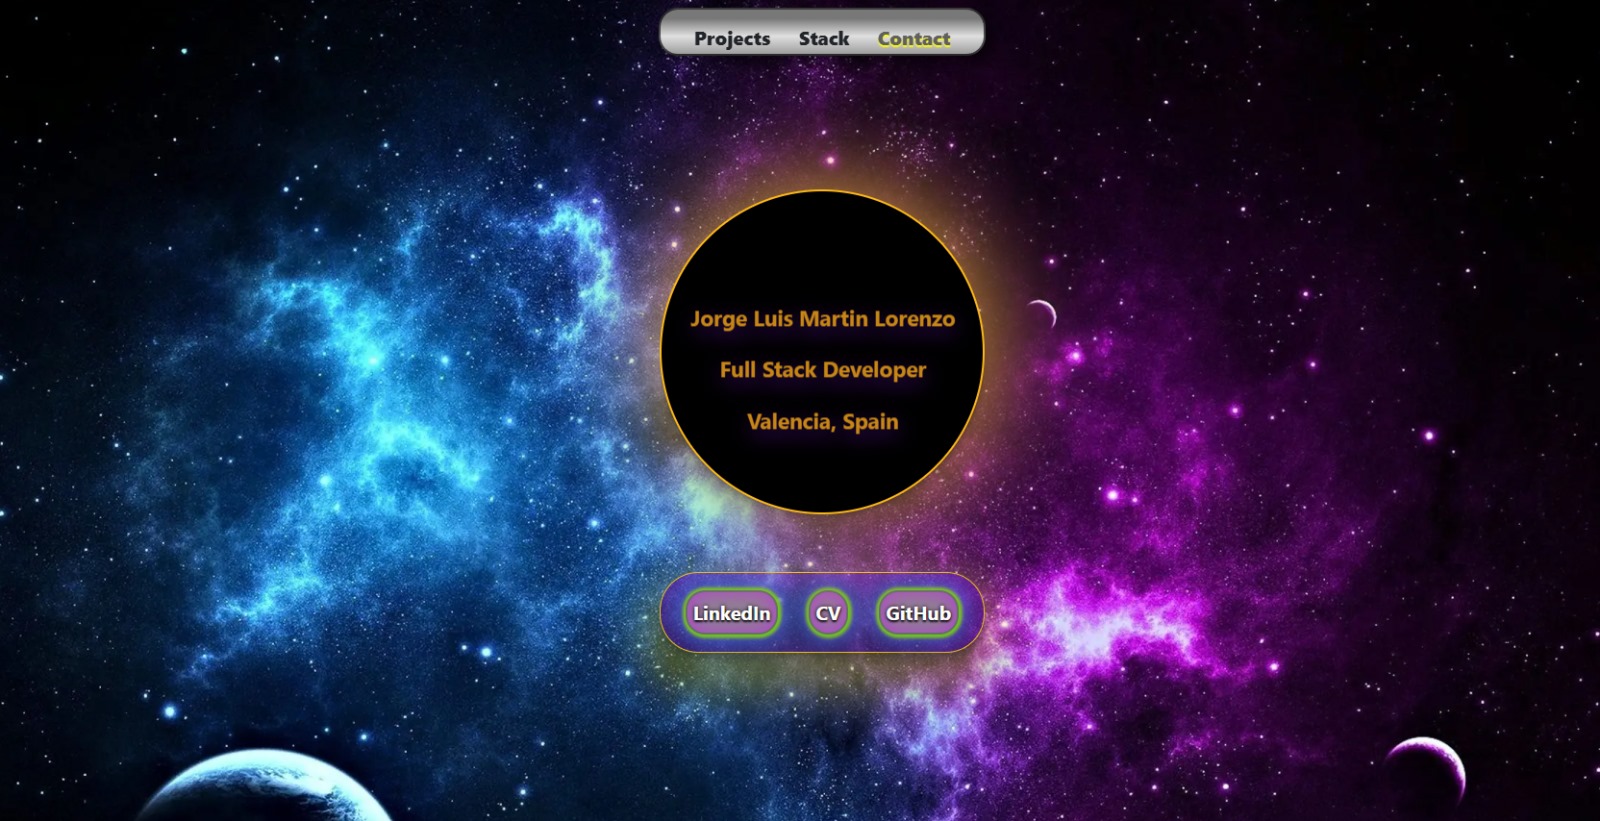 Projects Stack Contact
Jorge Luis Martin Lorenzo
Full Stack Developer
Valencia, Spain
LinkedIn CV GitHub